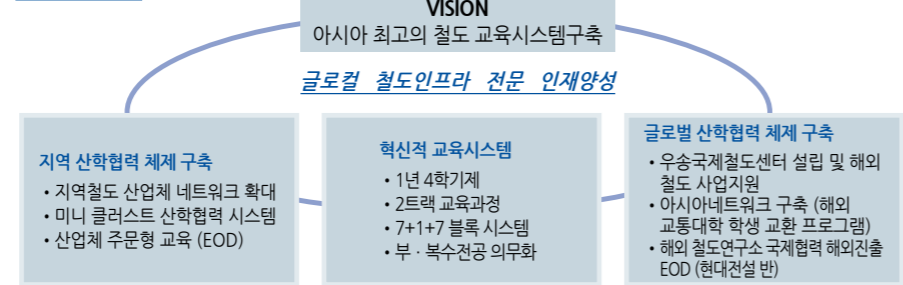 VISION
아시아 최고의 철도 교육시스템구축
글로컬 철도인프라 전문 인재양성
지역 산학협력 체제 구축
• 지역철도 산업체 네트워크 확대
• 미니 클러스트 산학협력 시스템
• 산업체 주문형 교육 (EOD)
혁신적 교육시스템
• 1년 4학기제
• 2트랙 교육과정
• 7+1+7 블록 시스템
• 부 · 복수전공 의무화
글로벌 산학협력 체제 구축
• 우송국제철도센터 설립 및 해외
철도 사업지원
• 아시아네트워크 구축 (해외
교통대학 학생 교환 프로그램)
• 해외 철도연구소 국제협력 해외진출
EOD (현대전설 반)